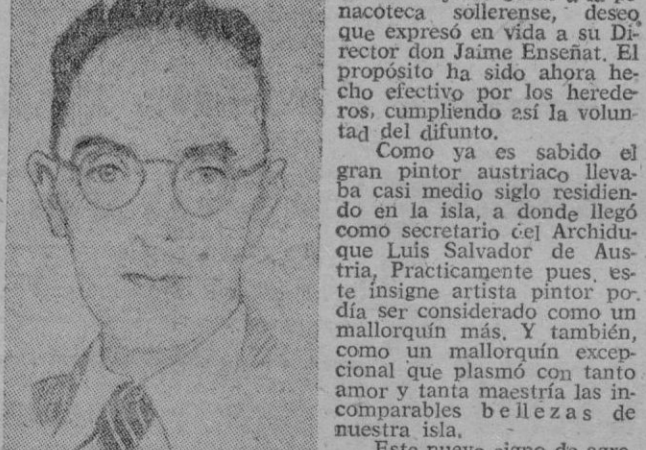 nacoteca sollerense, deseo
que expresó en vida a su Di-
rector don Jaime Enseñat. El
propósito ha sido ahora he-
cho efectivo por los herede-
ros, cumpliendo así la volun-
tad del difunto.
Como ya es sabido el
gran pintor austriaco lleva-
ba casi medio siglo residien-
do en la isla, a donde llegó
como secretario del Archidu-
que Luis Salvador de Aus-
tria, Practicamente pues, es-
te insigne artista pintor po-
día ser considerado como un
mallorquín más. Y también,
como un mallorquín excep-
cional que plasmó con tanto
amor y tanta maestría las in-
comparables bellezas de
nuestra isla.